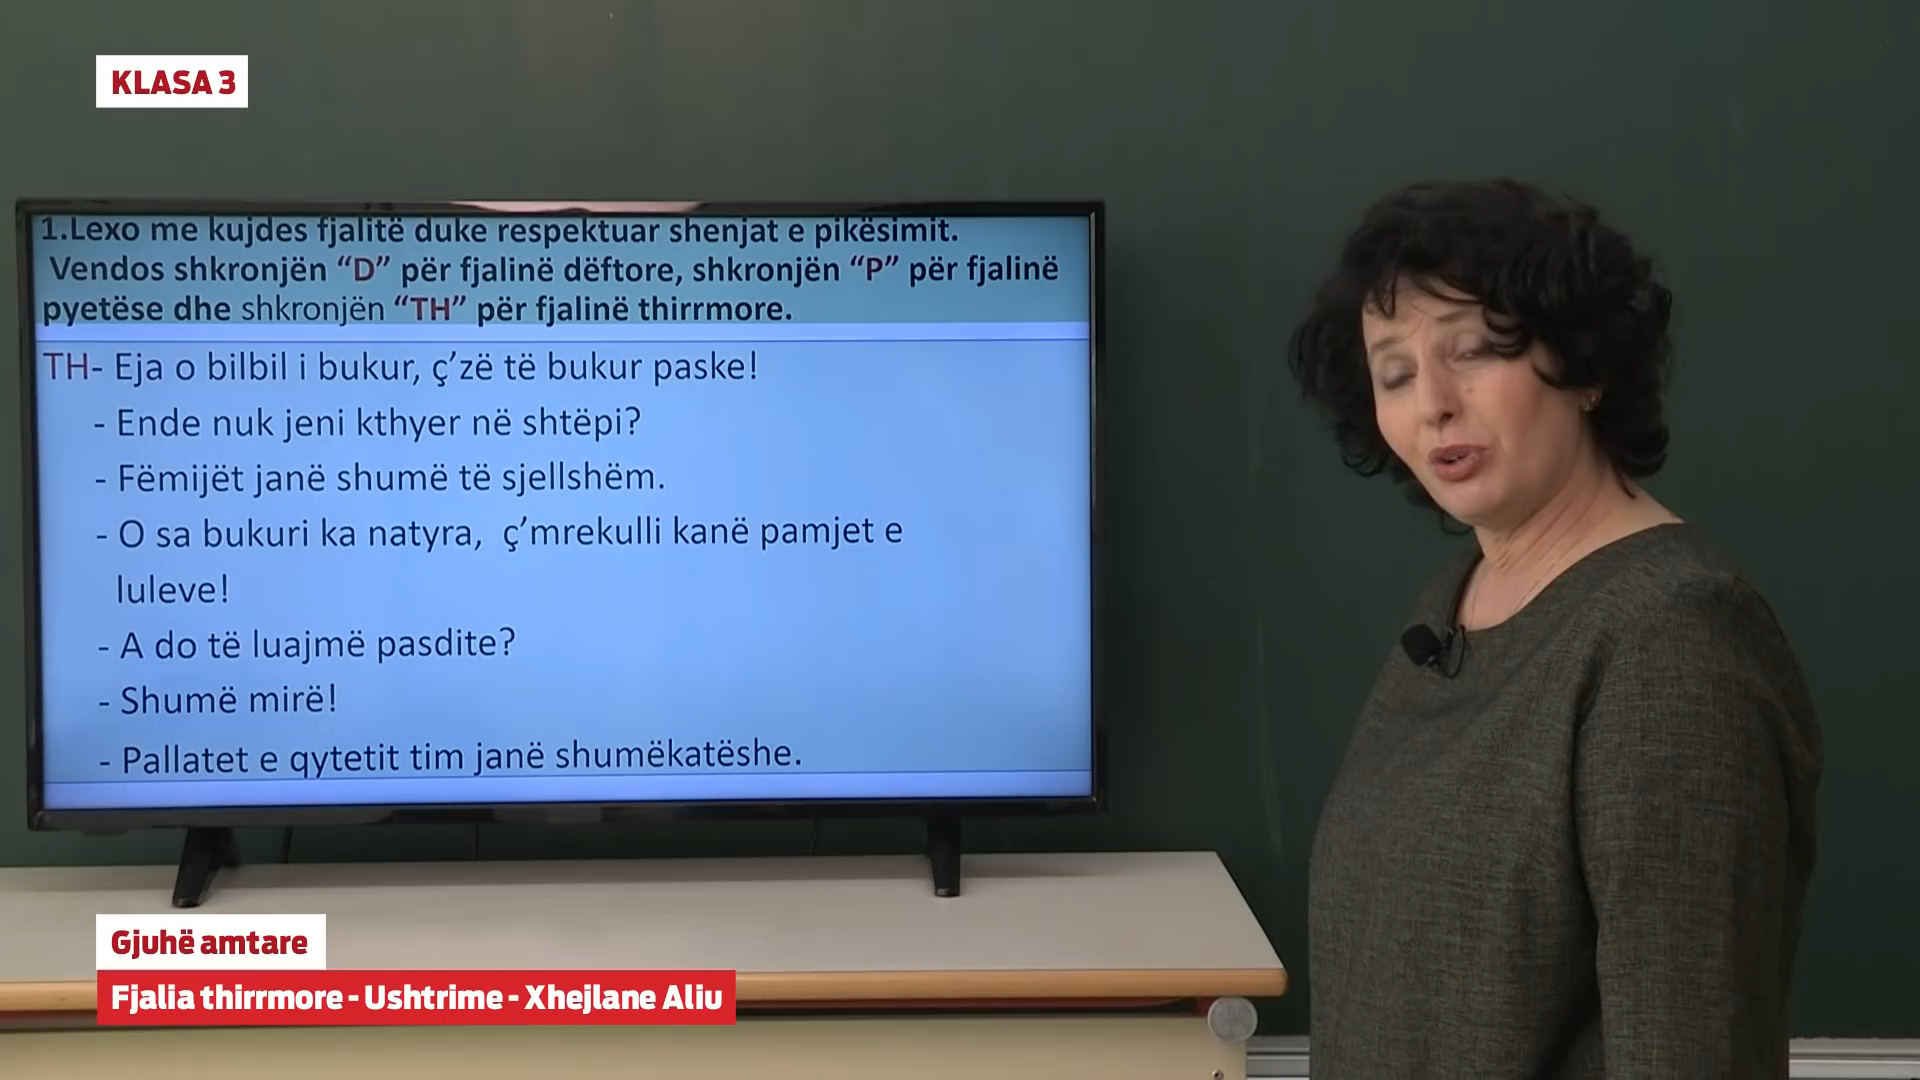 KLASA 3
1.Lexo me kujdes fjalitë duke respektuar shenjat e pikësimit.
Vendos shkronjën “D” për fjalinë dëftore, shkronjën “P” për fjalinë
pyetëse dhe shkronjën “TH” për fjalinë thirrmore.
TH- Eja o bilbil i bukur, ç’zë të bukur paske!
- Ende nuk jeni kthyer në shtëpi?
- Fëmijët janë shumë të sjellshëm.
- O sa bukuri ka natyra, ç’mrekulli kanë pamjet e
luleve!
- A do të luajmë pasdite?
- Shumë mirë!
- Pallatet e qytetit tim janë shumëkatëshe.
Gjuhë amtare
Fjalia thirrmore - Ushtrime - Xhejlane Aliu